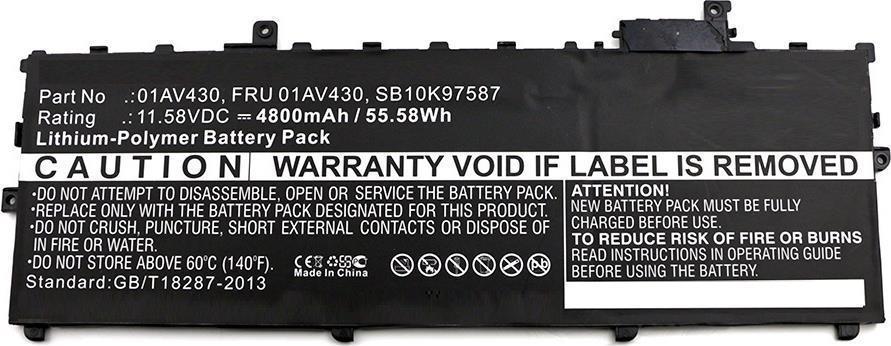 Part No .:01AV430, FRU 01AV430, SB10K97587
Rating .:11.58VDC ⎓ 4800mAh / 55.58Wh
Lithium-Polymer Battery Pack
CAUTION WARRANTY VOID IF LABEL IS REMOVED
•DO NOT ATTEMPT TO DISASSEMBLE, OPEN OR SERVICE THE BATTERY PACK.
•REPLACE ONLY WITH THE BATTERY PACK DESIGNATED FOR THIS PRODUCT.
•DO NOT CRUSH, PUNCTURE, SHORT EXTERNAL CONTACTS OR DISPOSE OF
IN FIRE OR WATER.
•DO NOT STORE ABOVE 60°C (140°F).
Standard:GB/T18287-2013
CE
Made In China
ATTENTION!
NEW BATTERY PACK MUST BE FULLY
CHARGED BEFORE USE.
TO REDUCE RISK OF FIRE OR BURNS
READ INSTRUCTIONS IN OPERATING GUIDE
BEFORE USING THE BATTERY.